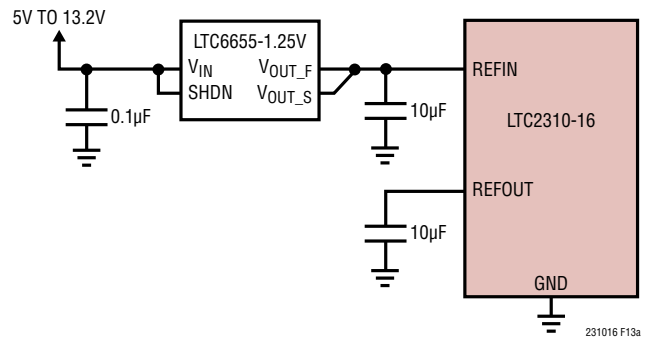 5V TO 13.2V
LTC6655-1.25V
VIN
VOUT_F
SHDN
VOUT_S
0.1µF
10µF
REFIN
LTC2310-16
REFOUT
10µF
GND
231016 F13a